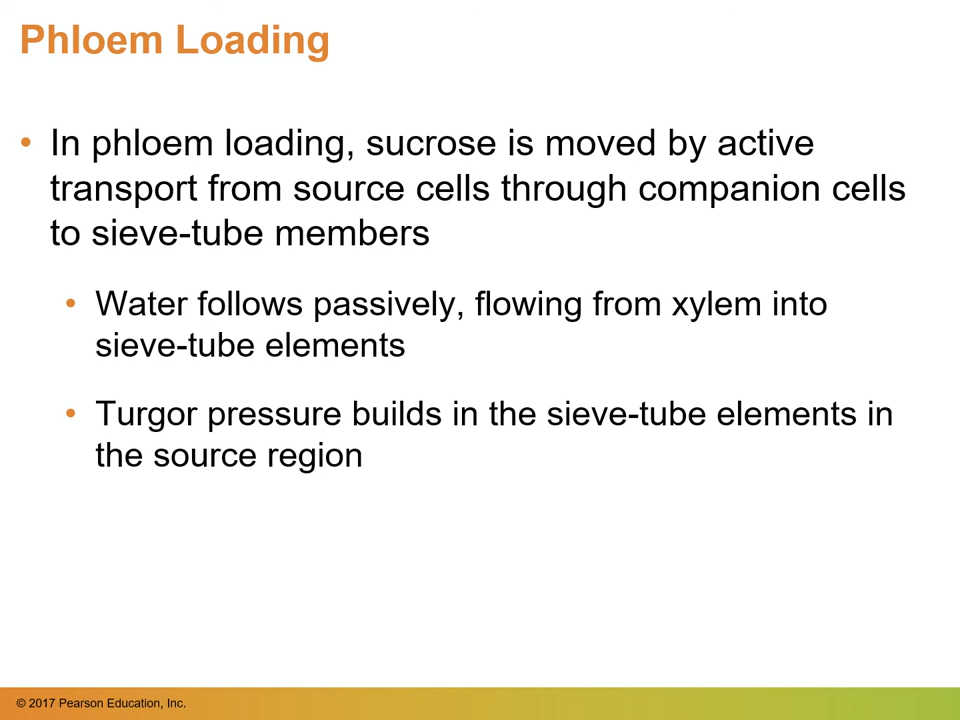 Phloem Loading
• In phloem loading, sucrose is moved by active
transport from source cells through companion cells
to sieve-tube members
• Water follows passively, flowing from xylem into
sieve-tube elements
• Turgor pressure builds in the sieve-tube elements in
the source region
© 2017 Pearson Education, Inc.